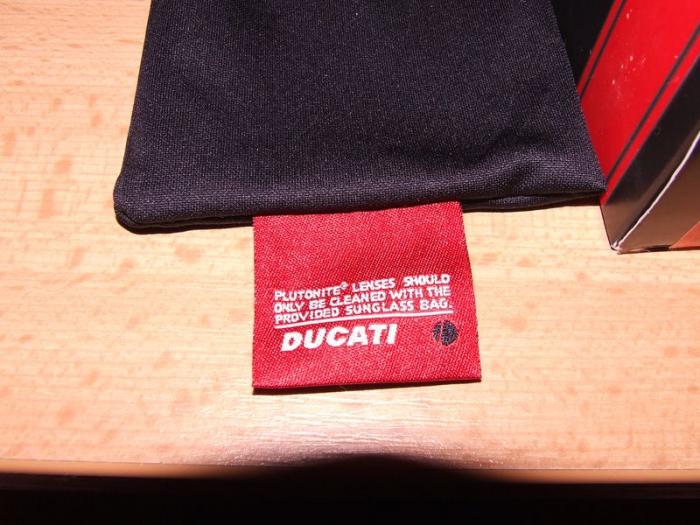 PLUTONITE® LENSES SHOULD
ONLY BE CLEANED WITH THE
PROVIDED SUNGLASS BAG.
DUCATI